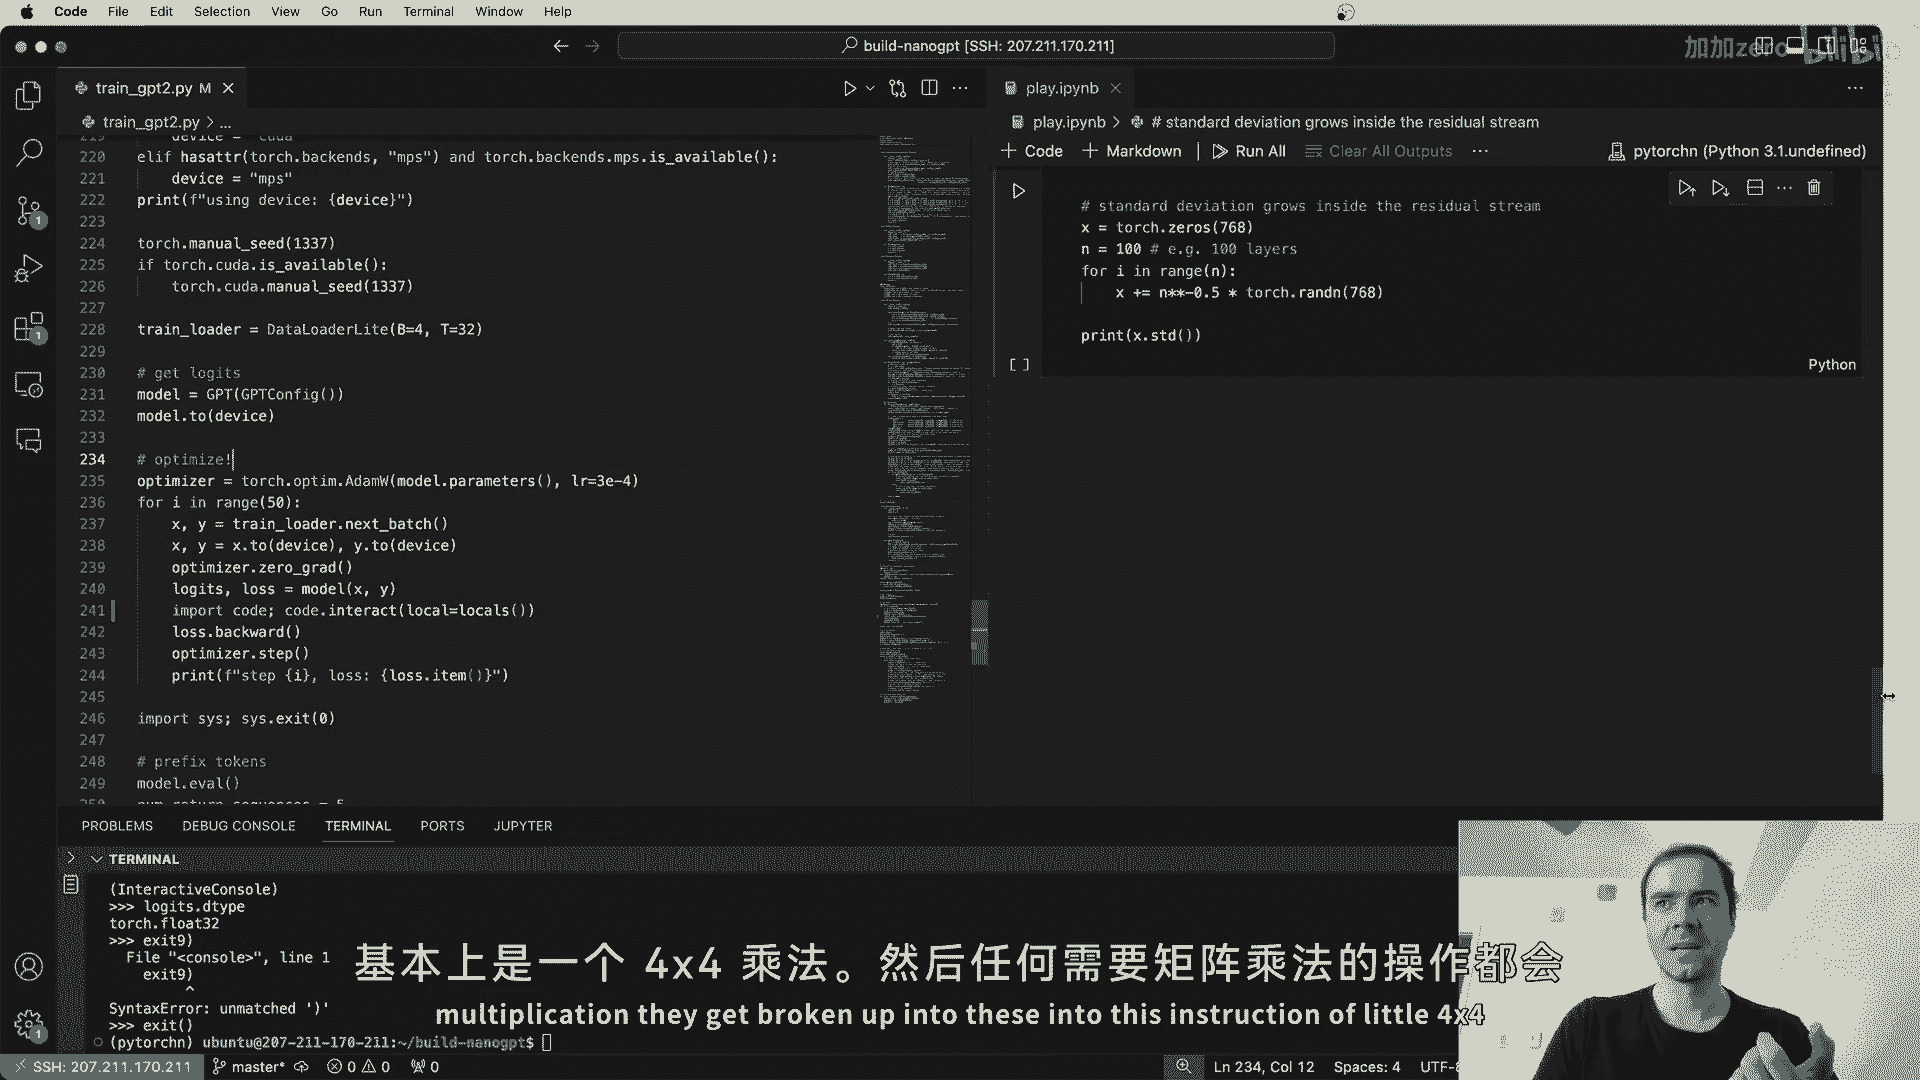 Code File Edit Selection View Go Run Terminal Window Help
build-nanogpt [SSH: 207.211.170.211]
加加zero
train_gpt2.py M
train_gpt2.py > ...
220 elif hasattr(torch.backends, "mps") and torch.backends.mps.is_available():
221 device = "mps"
222 print(f"using device: {device}")
223
224 torch.manual_seed(1337)
225 if torch.cuda.is_available():
226 torch.cuda.manual_seed(1337)
227
228 train_loader = DataLoaderLite(B=4, T=32)
229
230 # get logits
231 model = GPT(GPTConfig())
232 model.to(device)
233
234 # optimize!
235 optimizer = torch.optim.AdamW(model.parameters(), lr=3e-4)
236 for i in range(50):
237 x, y = train_loader.next_batch()
238 x, y = x.to(device), y.to(device)
239 optimizer.zero_grad()
240 logits, loss = model(x, y)
241 import code; code.interact(local=locals())
242 loss.backward()
243 optimizer.step()
244 print(f"step {i}, loss: {loss.item()}")
245
246 import sys; sys.exit(0)
247
248 # prefix tokens
249 model.eval()
play.ipynb
play.ipynb > # standard deviation grows inside the residual stream
Code Markdown Run All Clear All Outputs ... pytorchn (Python 3.1.undefined)
# standard deviation grows inside the residual stream
x = torch.zeros(768)
n = 100 # e.g. 100 layers
for i in range(n):
x += n**-0.5 * torch.randn(768)
print(x.std())
[ ]
Python
PROBLEMS DEBUG CONSOLE TERMINAL PORTS JUPYTER
TERMINAL
(InteractiveConsole)
>>> logits.dtype
torch.float32
>>> exit9)
File "<console>", line 1
exit9)
^
SyntaxError: unmatched ')'
>>> exit()
(pytorchn) ubuntu@207-211-170-211:~/build-nanogpt$
基本上是一个 4x4 乘法。然后任何需要矩阵乘法的操作都会
multiplication they get broken up into these into this instruction of little 4x4
SSH: 207.211.170.211 master* 0 0 0 Ln 234, Col 12 Spaces: 4